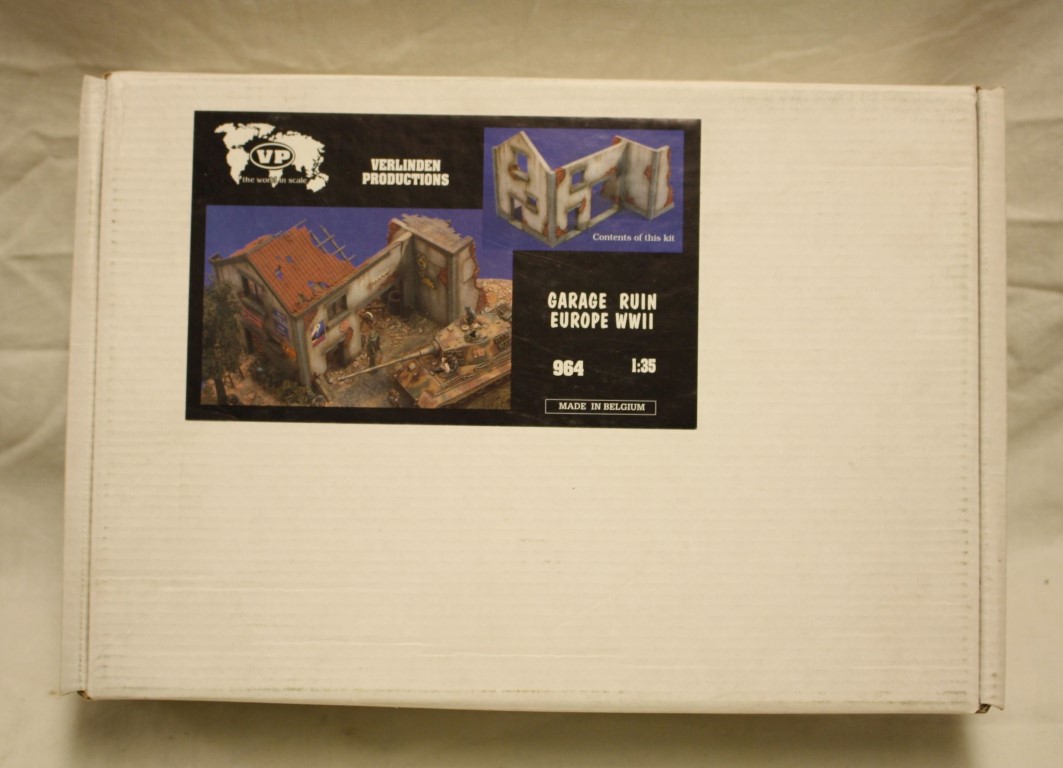 VP
the world in scale
VERLINDEN
PRODUCTIONS
Contents of this kit
GARAGE RUIN
EUROPE WWII
964 1:35
MADE IN BELGIUM